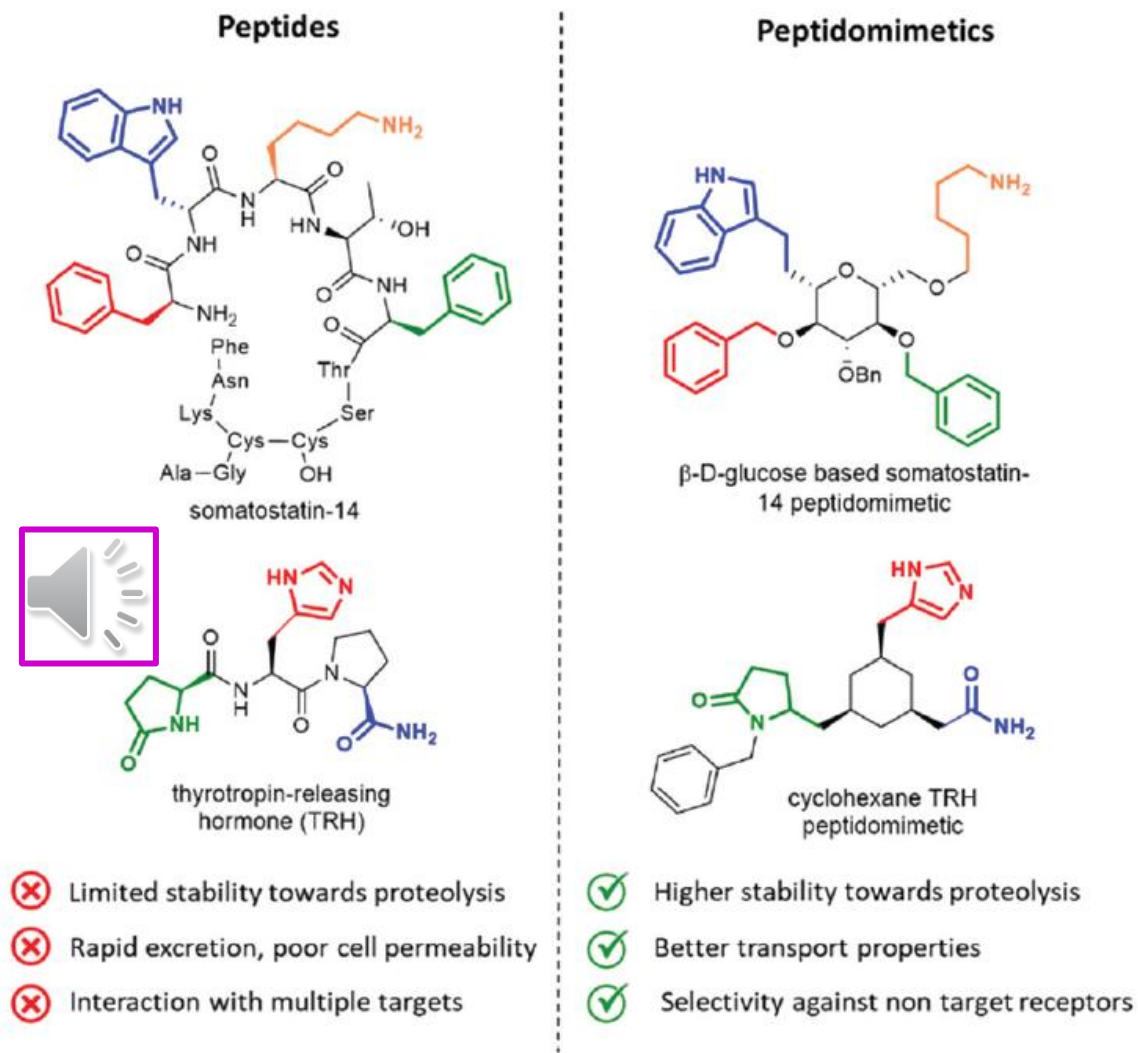 Peptides
NH
NH₂
O
O
N
H
O
NH
N
H
OH
O
NH₂
O
NH
O
Phe
Asn
Thr
Lys
Ser
Cys
Cys
Ala
Gly
OH
somatostatin-14
HN
N
O
O
N
H
N
O
NH
O
O
NH₂
thyrotropin-releasing
hormone (TRH)
Limited stability towards proteolysis
Rapid excretion, poor cell permeability
Interaction with multiple targets
Peptidomimetics
HN
NH₂
O
O
O
O
OBn
β-D-glucose based somatostatin-
14 peptidomimetic
HN
N
O
N
O
NH₂
cyclohexane TRH
peptidomimetic
Higher stability towards proteolysis
Better transport properties
Selectivity against non target receptors